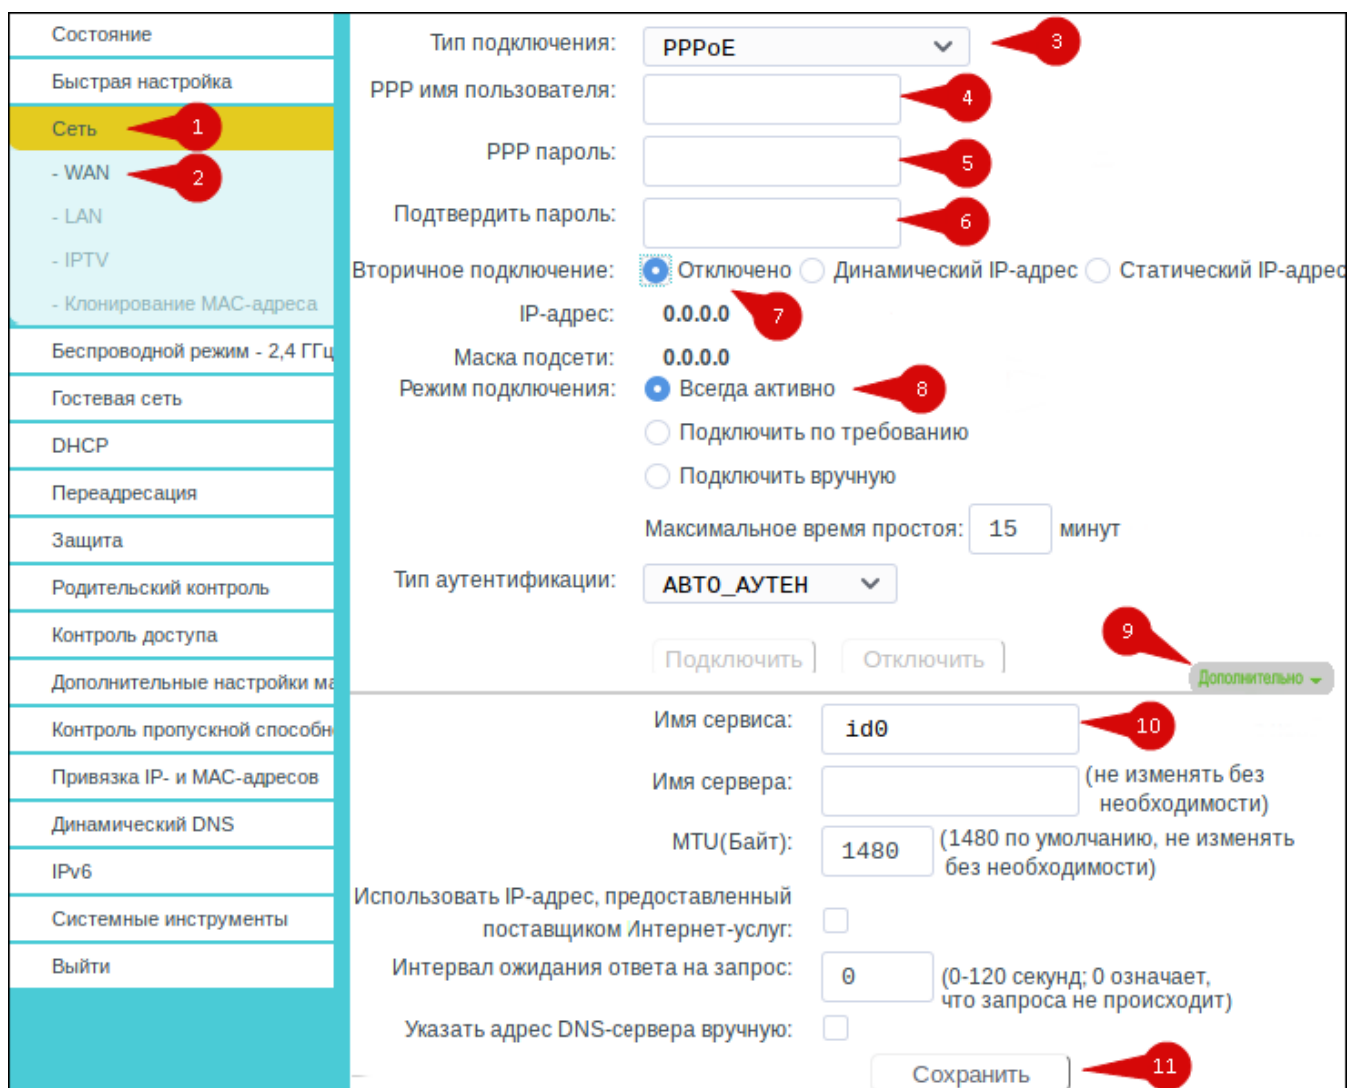 Состояние
Быстрая настройка
Сеть
1
- WAN
2
- LAN
- IPTV
- Клонирование MAC-адреса
Беспроводной режим - 2,4 ГГц
Гостевая сеть
DHCP
Переадресация
Защита
Родительский контроль
Контроль доступа
Дополнительные настройки ма
Контроль пропускной способн
Привязка IP- и MAC-адресов
Динамический DNS
IPv6
Системные инструменты
Выйти
Тип подключения: PPPoE 3
PPP имя пользователя: 4
PPP пароль: 5
Подтвердить пароль: 6
Вторичное подключение: Отключено Динамический IP-адрес Статический IP-адрес
IP-адрес: 0.0.0.0 7
Маска подсети: 0.0.0.0
Режим подключения: Всегда активно 8
Подключить по требованию
Подключить вручную
Максимальное время простоя: 15 минут
Тип аутентификации: АВТО_АУТЕН
9
Подключить Отключить
Дополнительно
Имя сервиса: id0 10
Имя сервера: (не изменять без
необходимости)
MTU(Байт): 1480 (1480 по умолчанию, не изменять
без необходимости)
Использовать IP-адрес, предоставленный
поставщиком Интернет-услуг:
Интервал ожидания ответа на запрос: 0 (0-120 секунд; 0 означает,
что запроса не происходит)
Указать адрес DNS-сервера вручную:
Сохранить 11